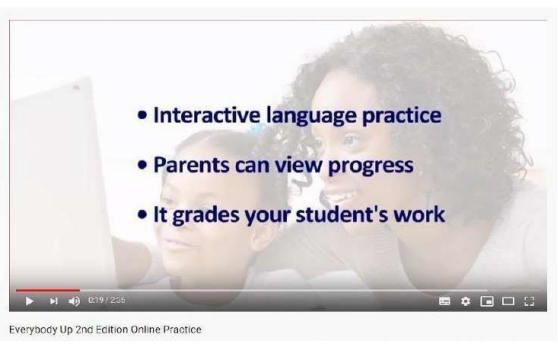 • Interactive language practice
• Parents can view progress
• It grades your student's work
0:19 / 2:35
Everybody Up 2nd Edition Online Practice